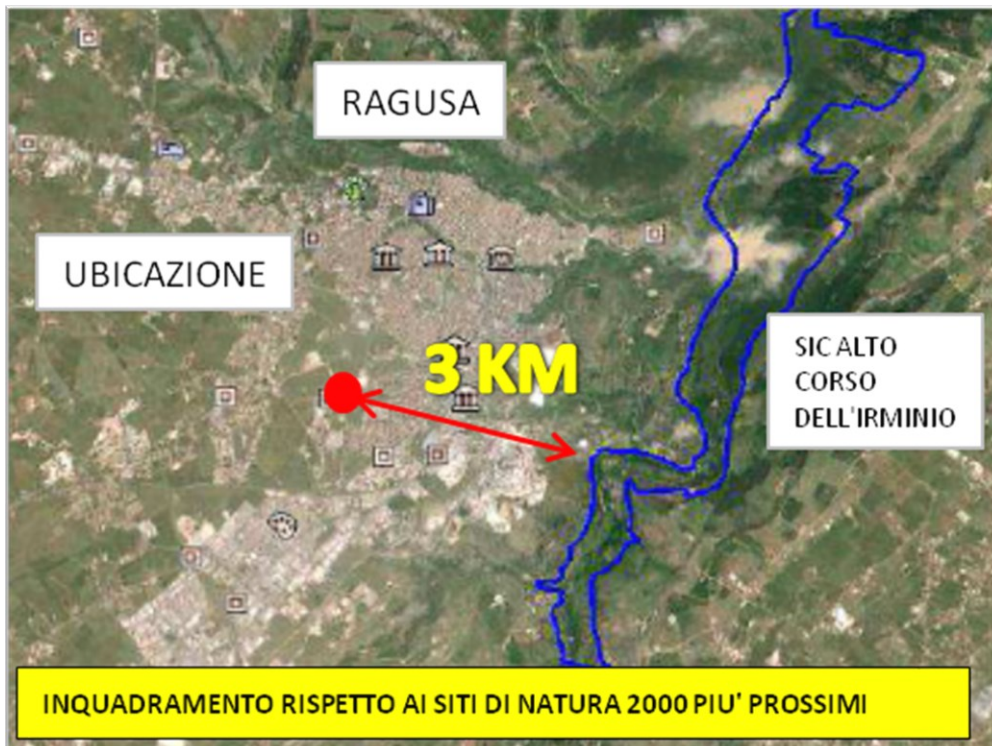 RAGUSA
UBICAZIONE
3 KM
SIC ALTO
CORSO
DELL'IRMINIO
INQUADRAMENTO RISPETTO AI SITI DI NATURA 2000 PIU' PROSSIMI